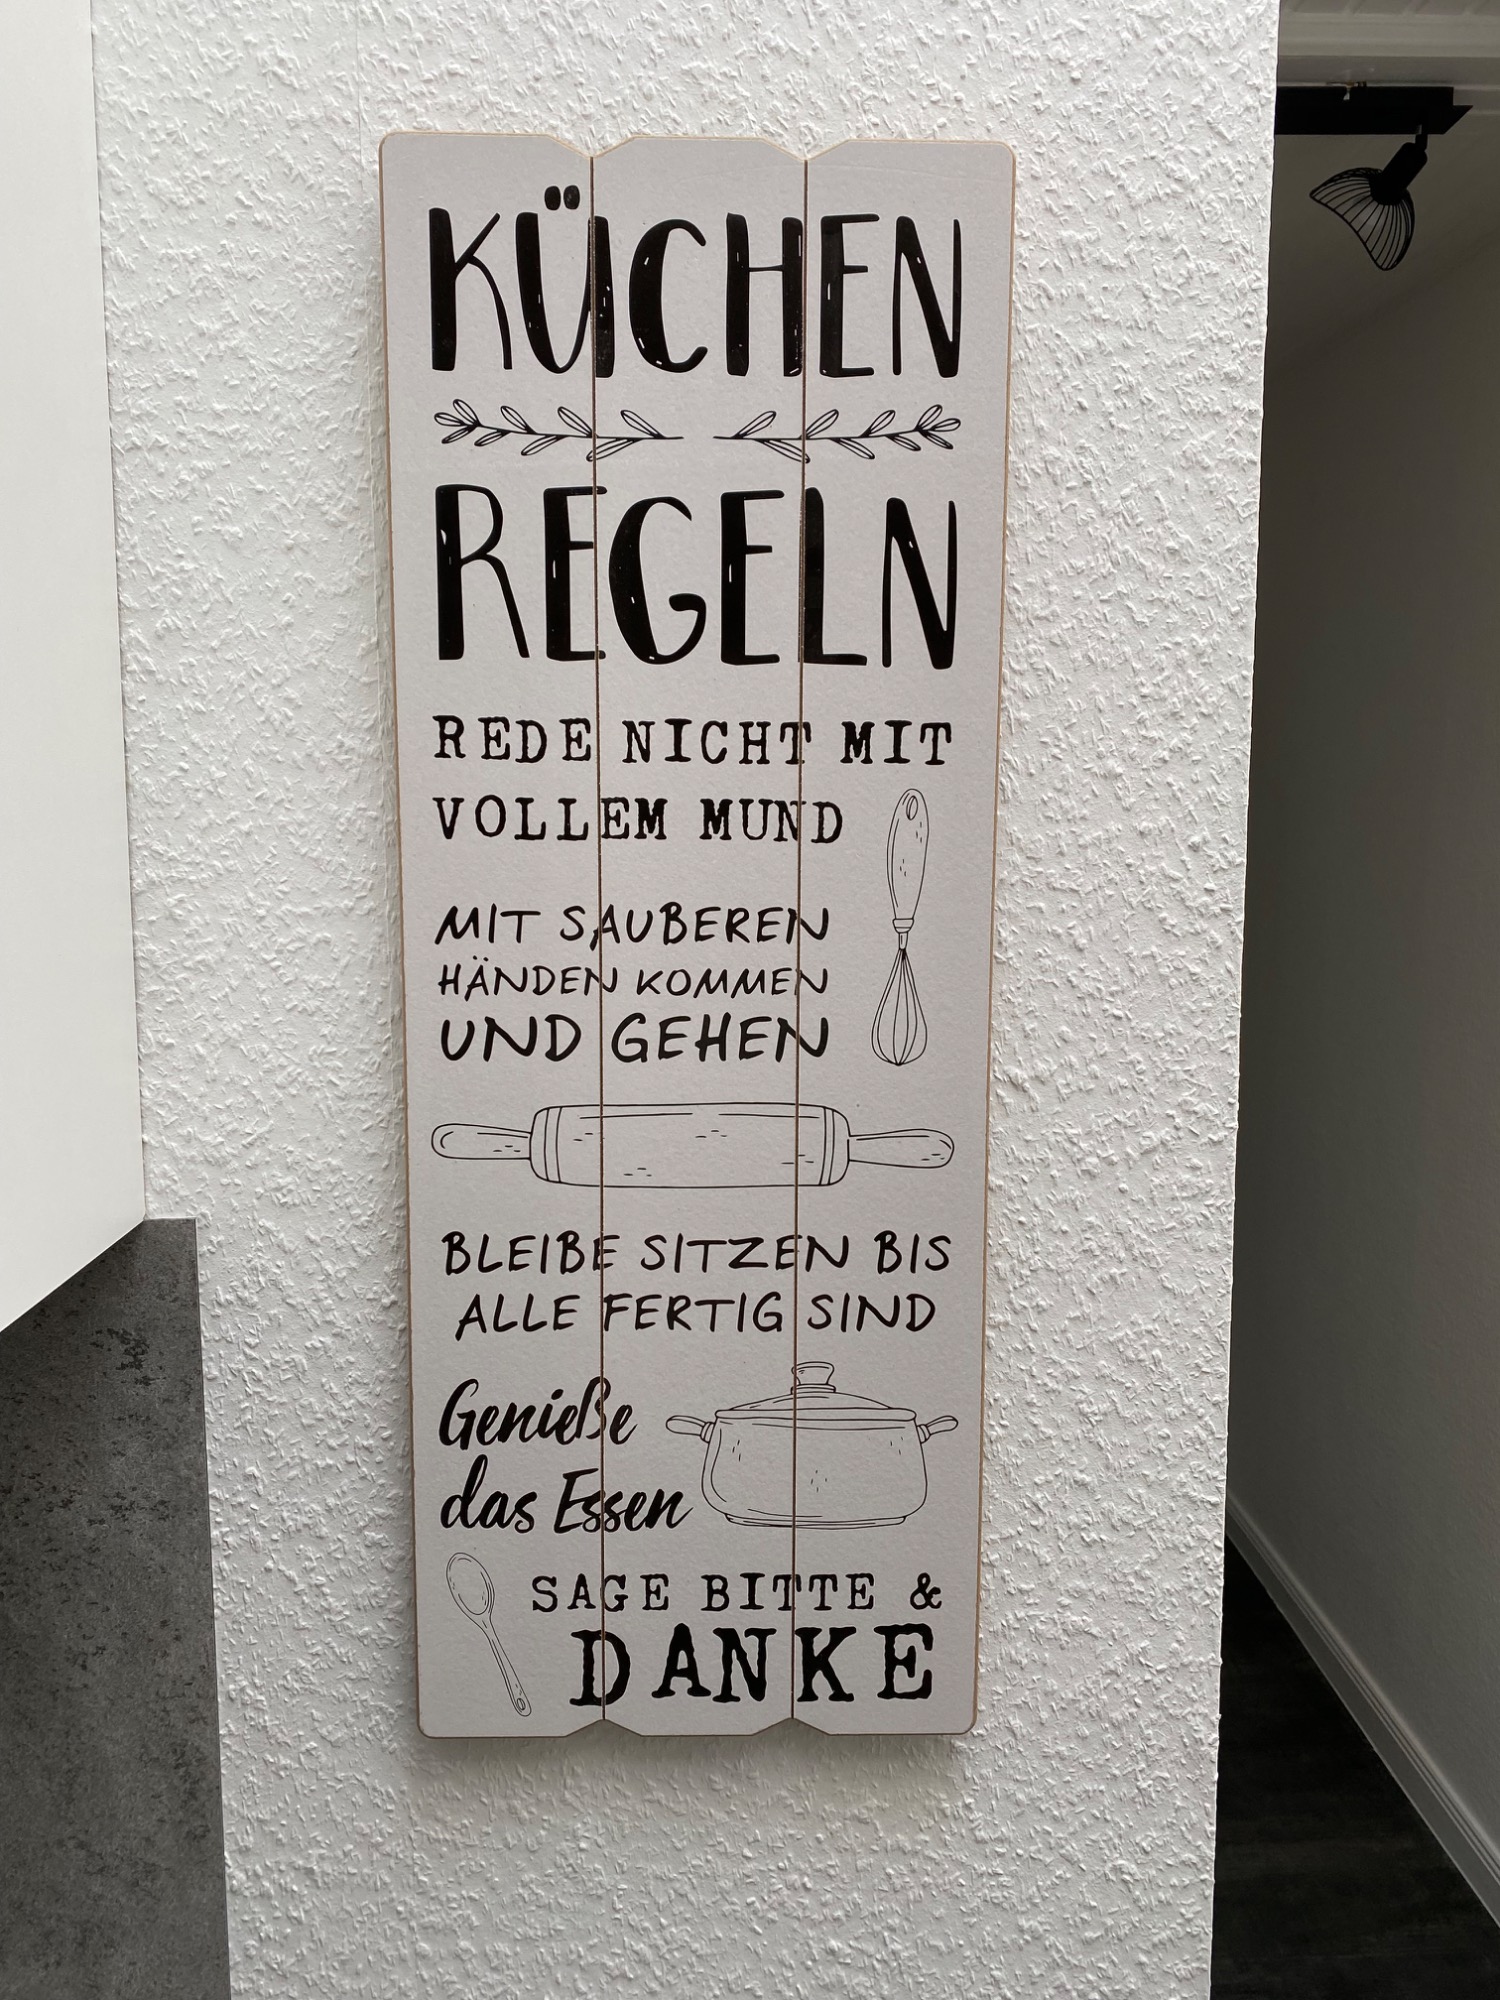 KÜCHEN
REGELN
REDE NICHT MIT
VOLLEM MUND
MIT SAUBEREN
HÄNDEN KOMMEN
UND GEHEN
BLEIBE SITZEN BIS
ALLE FERTIG SIND
Genieße
das Essen
SAGE BITTE &
DANKE